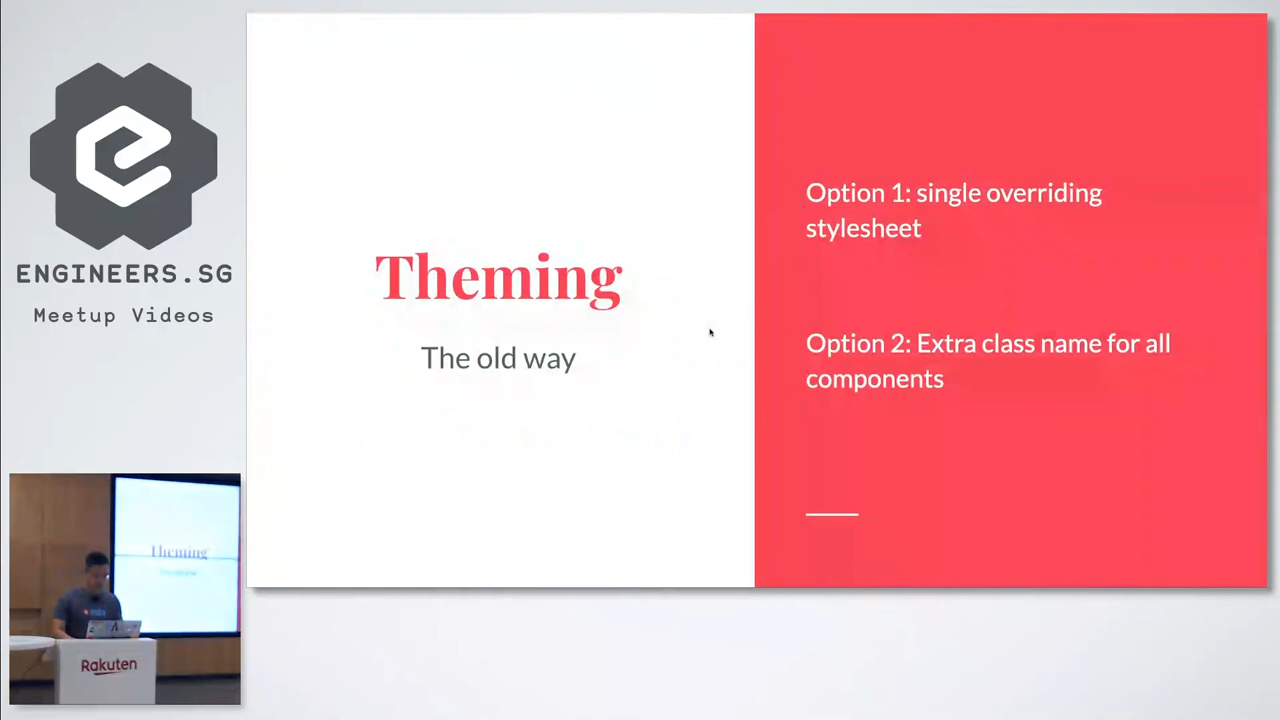 ENGINEERS.SG
Meetup Videos
Theming
The old way
Option 1: single overriding
stylesheet
Option 2: Extra class name for all
components
Theming
Rakuten